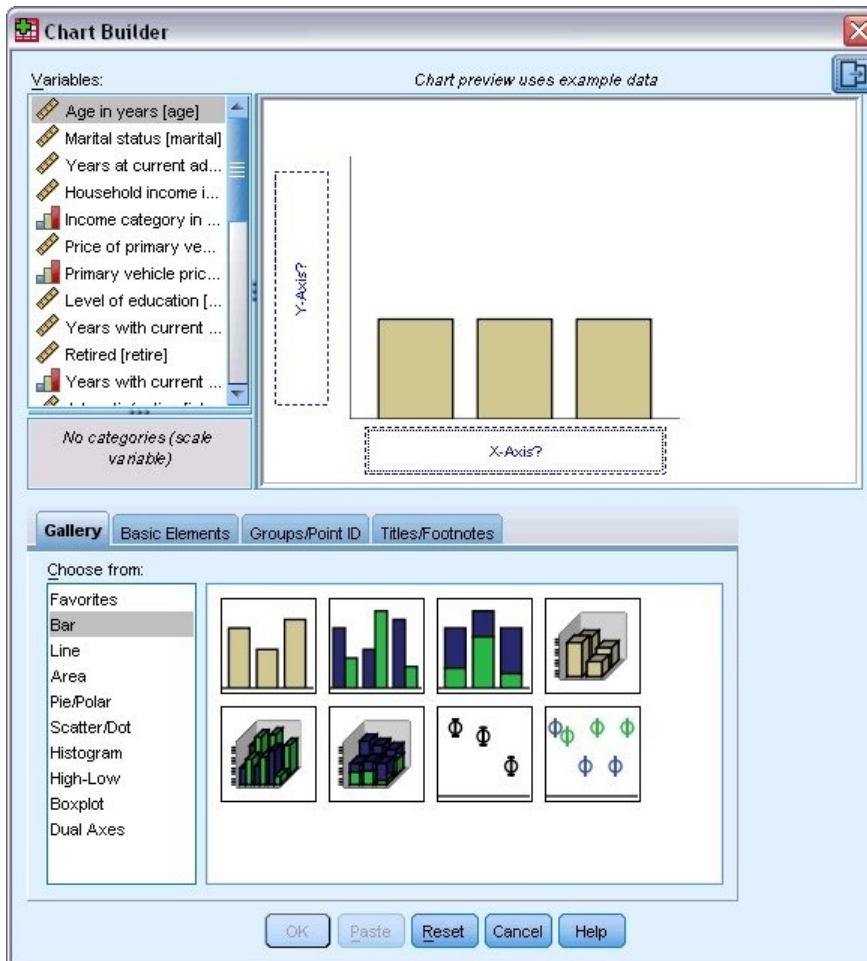 Chart Builder
Variables:
Chart preview uses example data
Age in years [age]
Marital status [marital]
Years at current ad...
Household income i...
Income category in ...
Price of primary ve...
Primary vehicle pric...
Level of education [...
Years with current ...
Retired [retire]
Years with current ...
No categories (scale
variable)
Y-Axis?
X-Axis?
Gallery
Basic Elements
Groups/Point ID
Titles/Footnotes
Choose from:
Favorites
Bar
Line
Area
Pie/Polar
Scatter/Dot
Histogram
High-Low
Boxplot
Dual Axes
OK
Paste
Reset
Cancel
Help